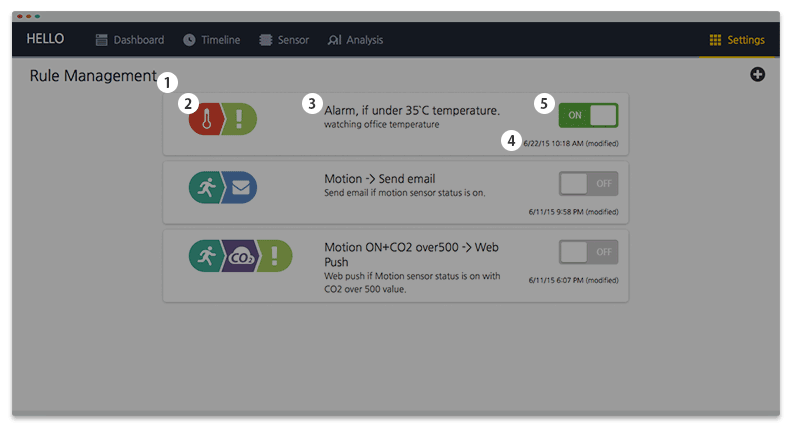 HELLO Dashboard Timeline Sensor Analysis Settings
Rule Management
1
2 3 Alarm, if under 35`C temperature. 5 ON
watching office temperature
4 6/22/15 10:18 AM (modified)
Motion -> Send email OFF
Send email if motion sensor status is on.
6/11/15 9:58 PM (modified)
Motion ON+CO2 over500 -> Web
Push
CO₂ OFF
Web push if Motion sensor status is on with
CO2 over 500 value.
6/11/15 6:07 PM (modified)